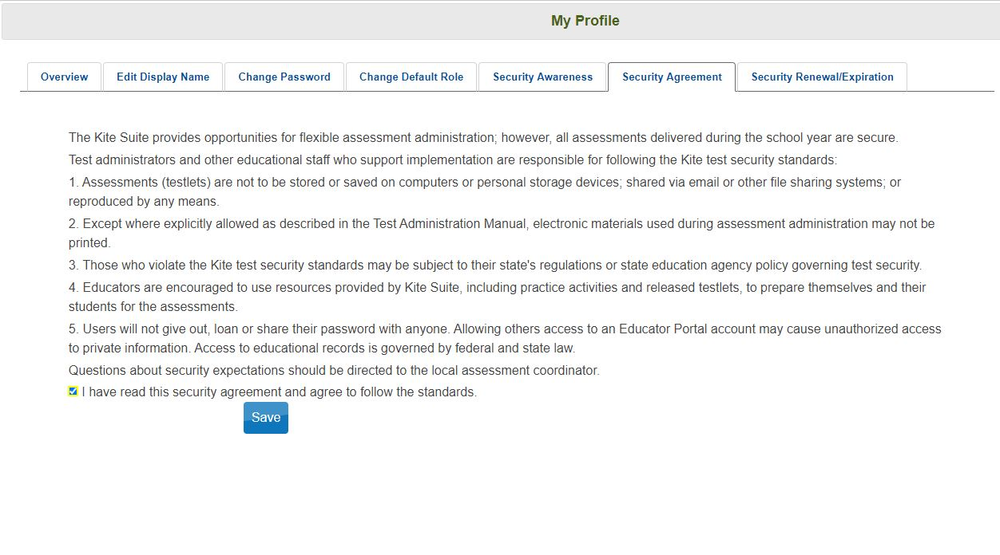 My Profile
Overview
Edit Display Name
Change Password
Change Default Role
Security Awareness
Security Agreement
Security Renewal/Expiration
The Kite Suite provides opportunities for flexible assessment administration; however, all assessments delivered during the school year are secure.
Test administrators and other educational staff who support implementation are responsible for following the Kite test security standards:
1. Assessments (testlets) are not to be stored or saved on computers or personal storage devices; shared via email or other file sharing systems; or
reproduced by any means.
2. Except where explicitly allowed as described in the Test Administration Manual, electronic materials used during assessment administration may not be
printed.
3. Those who violate the Kite test security standards may be subject to their state's regulations or state education agency policy governing test security.
4. Educators are encouraged to use resources provided by Kite Suite, including practice activities and released testlets, to prepare themselves and their
students for the assessments.
5. Users will not give out, loan or share their password with anyone. Allowing others access to an Educator Portal account may cause unauthorized access
to private information. Access to educational records is governed by federal and state law.
Questions about security expectations should be directed to the local assessment coordinator.
I have read this security agreement and agree to follow the standards.
Save